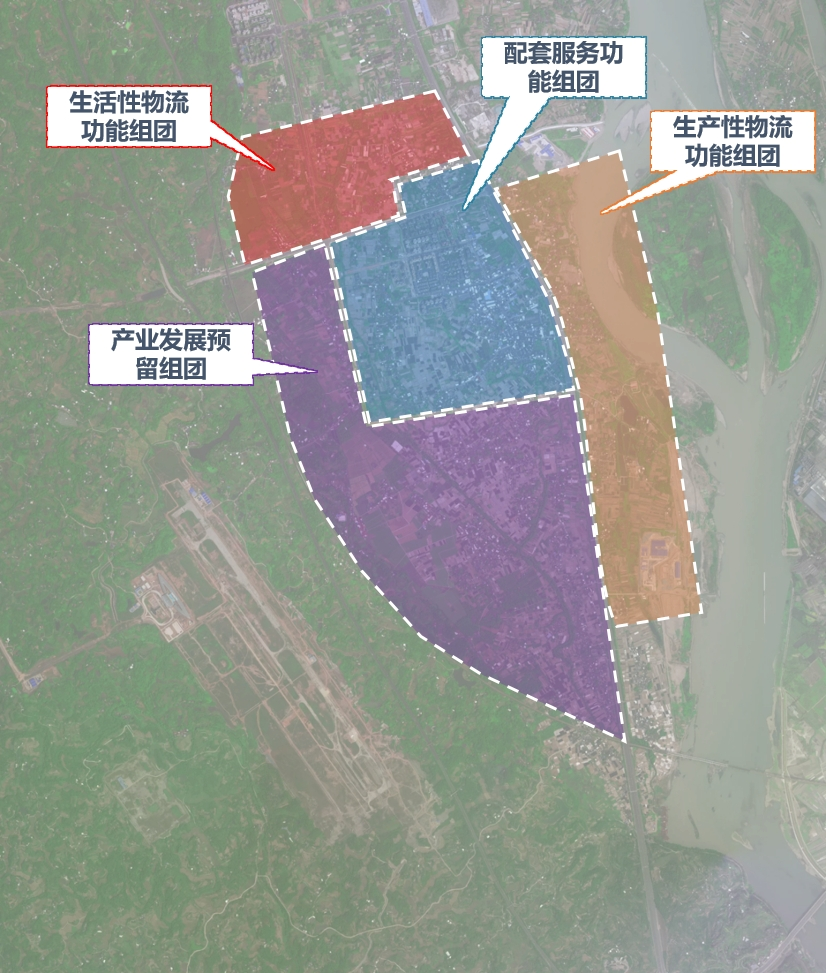 配套服务功
能组团
生活性物流
功能组团
生产性物流
功能组团
产业发展预
留组团